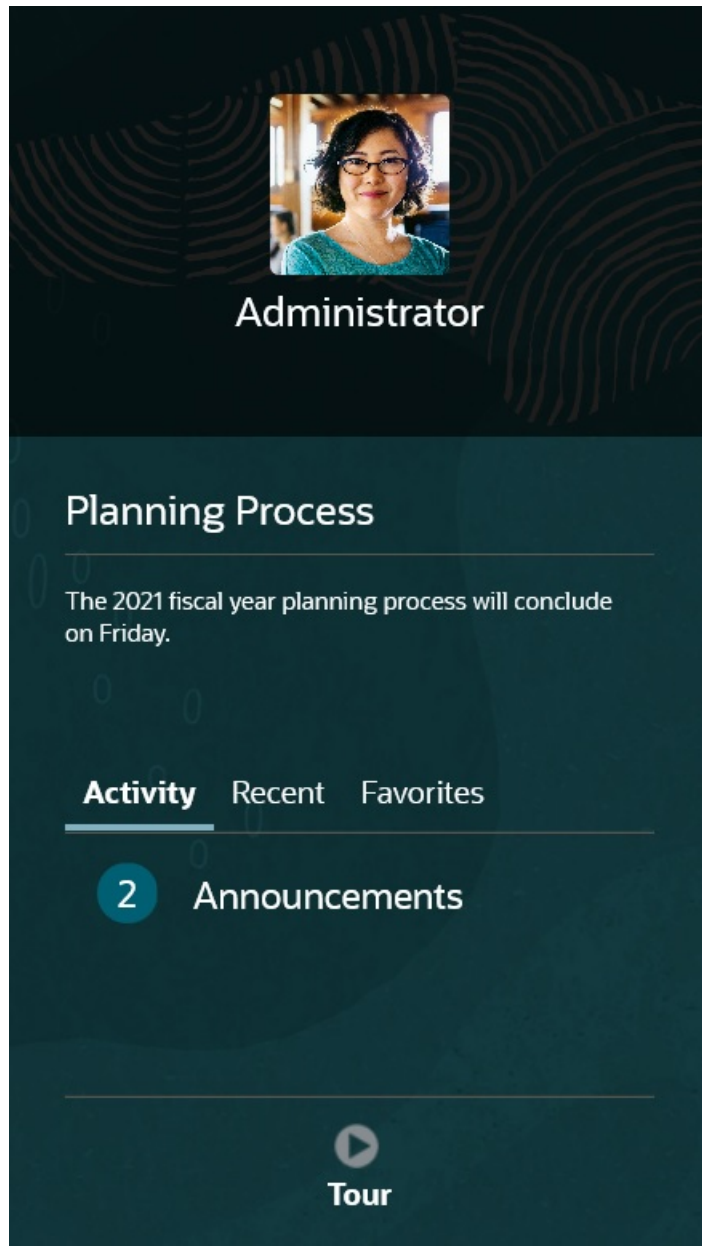 Administrator
Planning Process
The 2021 fiscal year planning process will conclude
on Friday.
Activity Recent Favorites
2 Announcements
Tour